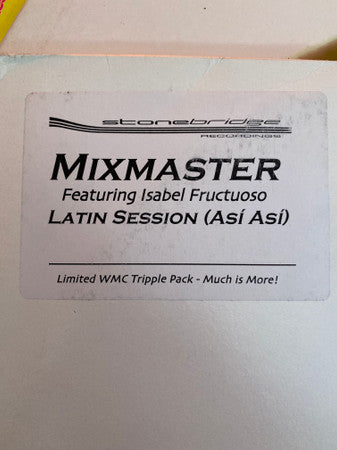 stonebridge
RECORDINGS
MIXMASTER
Featuring Isabel Fructuoso
LATIN SESSION (ASÍ ASÍ)
Limited WMC Tripple Pack - Much is More!